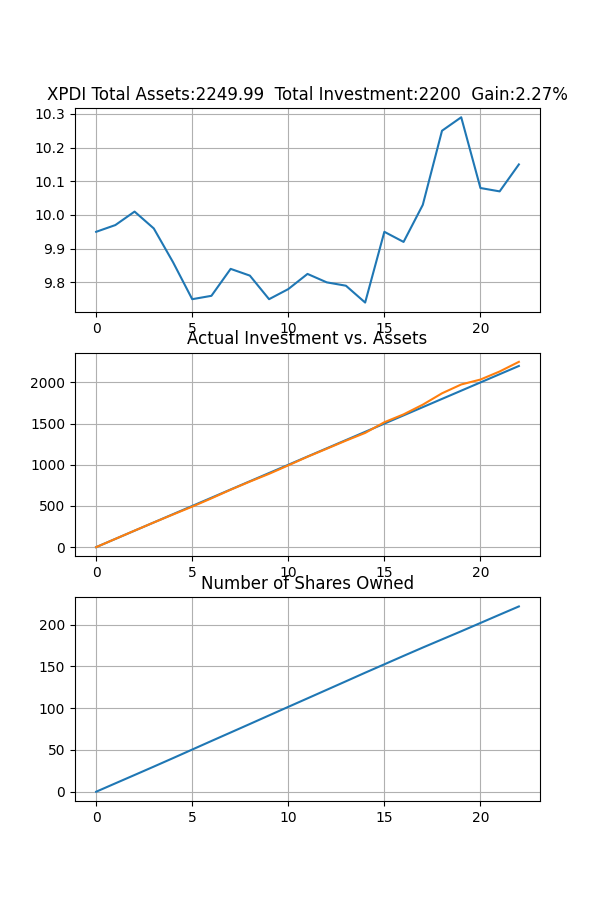 XPDI Total Assets:2249.99  Total Investment:2200  Gain:2.27%
10.3
10.2
10.1
10.0
9.9
9.8
0 5 10 15 20
Actual Investment vs. Assets
2000
1500
1000
500
0
0 5 10 15 20
Number of Shares Owned
200
150
100
50
0
0 5 10 15 20